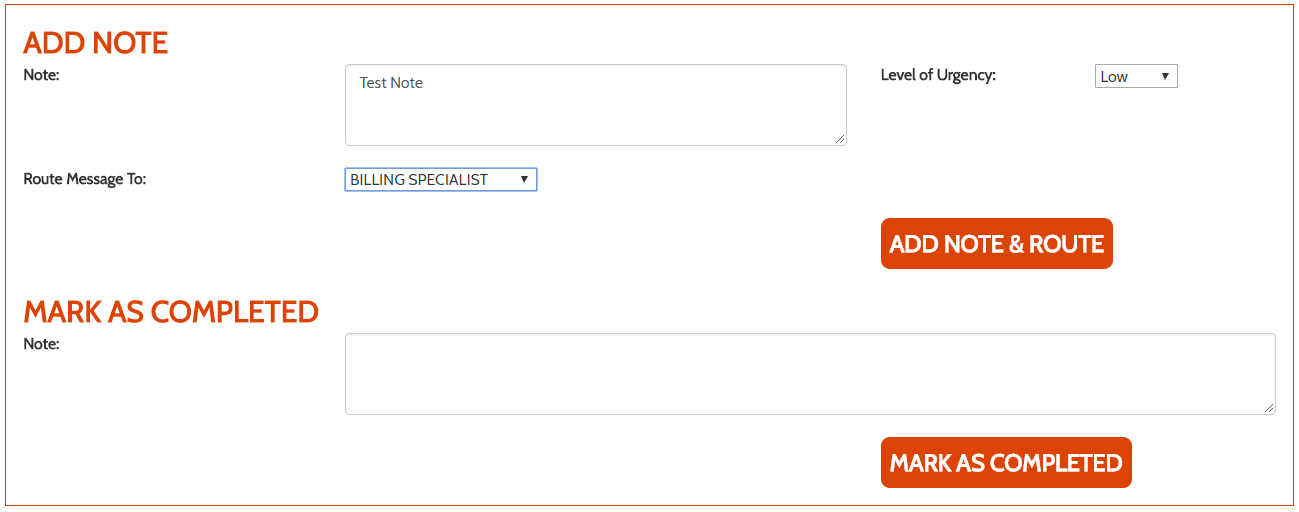 ADD NOTE
Note:
Test Note
Level of Urgency:
Low
Route Message To:
BILLING SPECIALIST
ADD NOTE & ROUTE
MARK AS COMPLETED
Note:
MARK AS COMPLETED